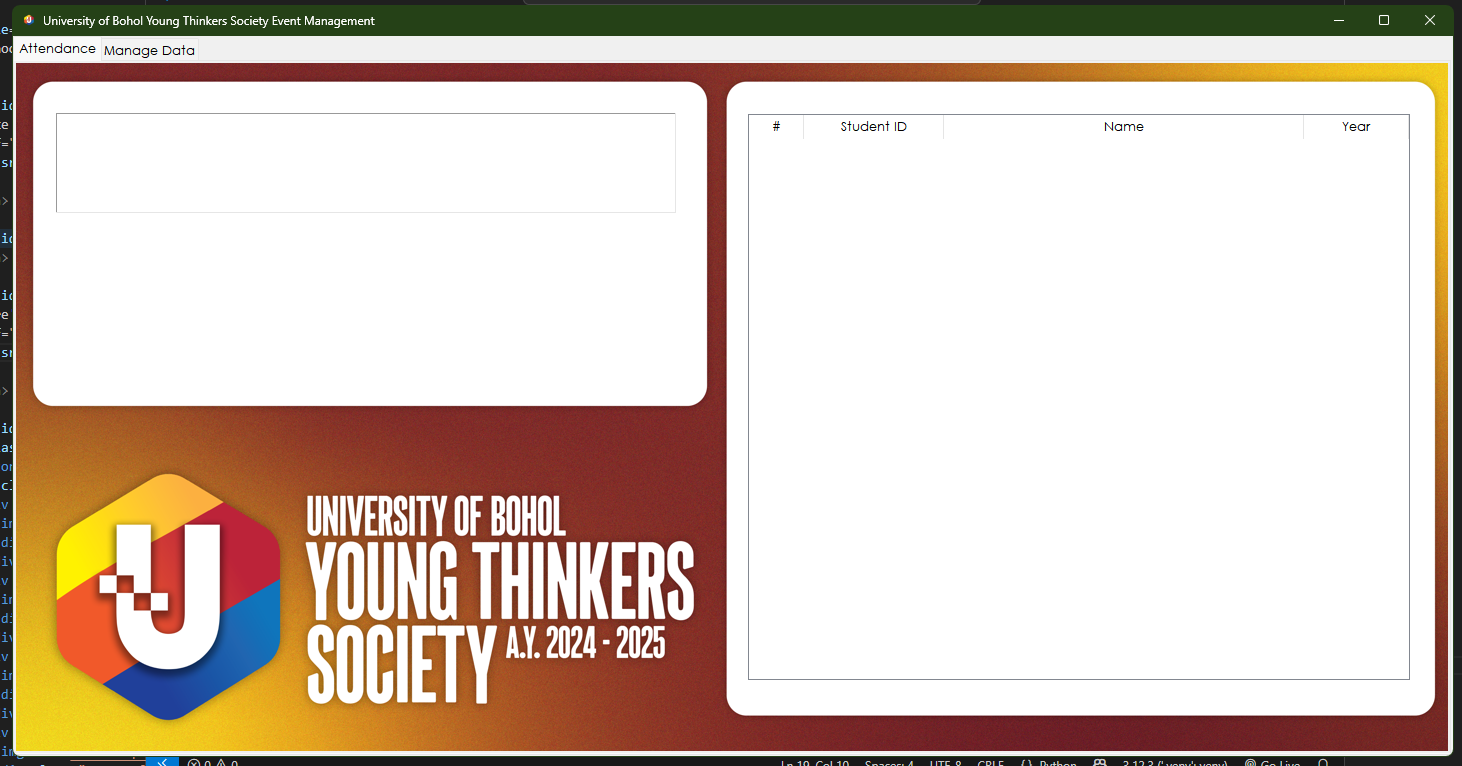 University of Bohol Young Thinkers Society Event Management
Attendance Manage Data
# Student ID Name Year
U
UNIVERSITY OF BOHOL
YOUNG THINKERS
SOCIETY A.Y. 2024 - 2025